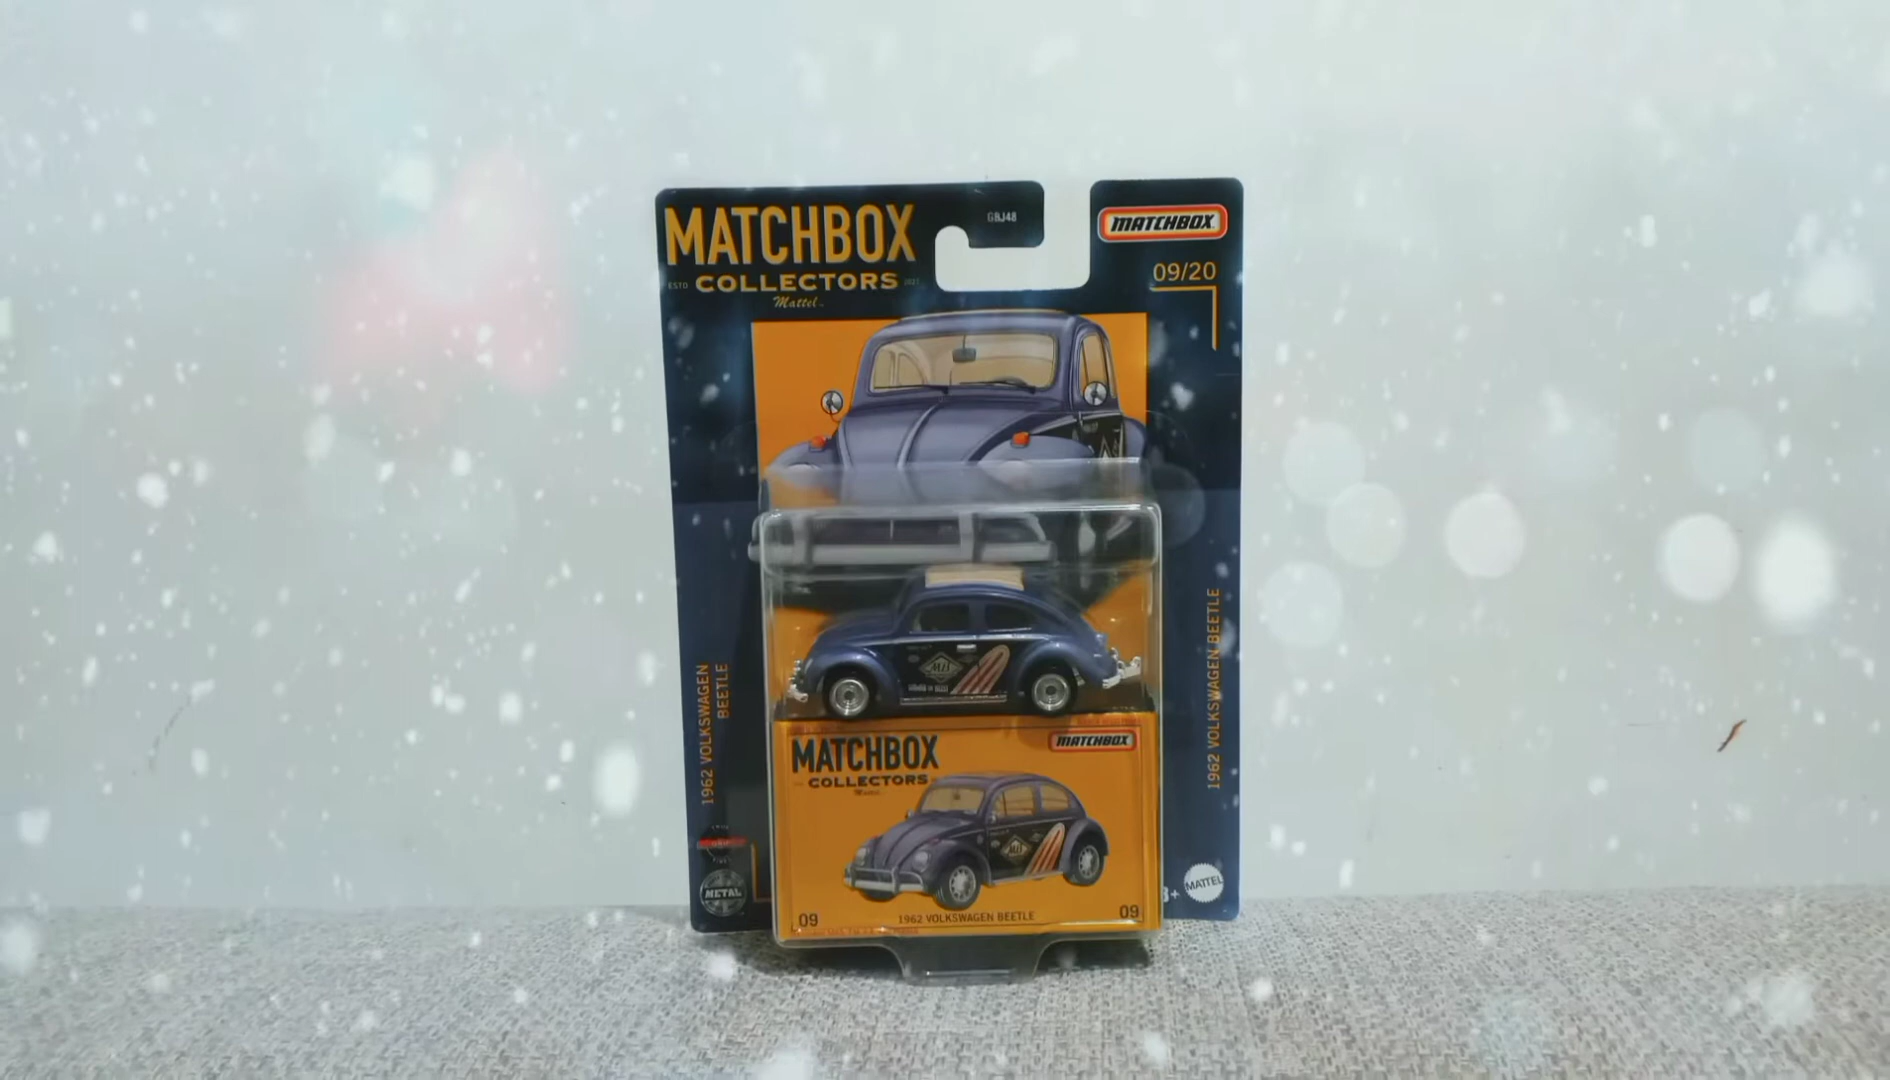 MATCHBOX
COLLECTORS
ESTD
2021
Mattel
GBJ48
MATCHBOX
09/20
1962 VOLKSWAGEN
BEETLE
1962 VOLKSWAGEN BEETLE
METAL
MATTEL
MATCHBOX
COLLECTORS
Mattel
MATCHBOX
09
1962 VOLKSWAGEN BEETLE
09